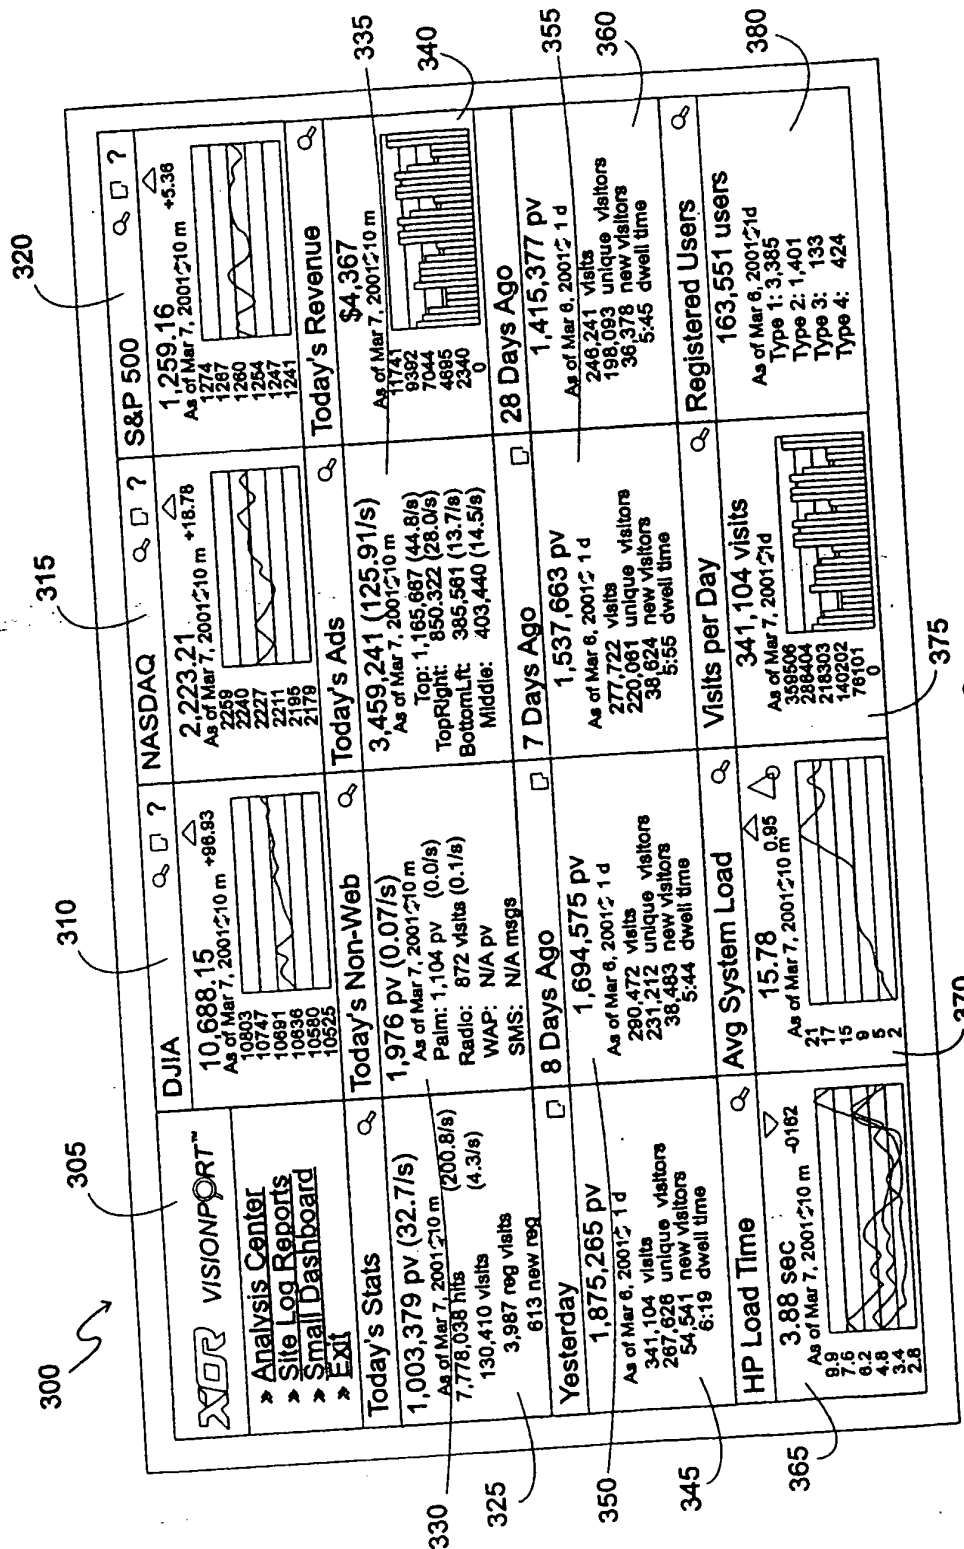 300
305
310
315
320
XOR VISIONPORT™
» Analysis Center
» Site Log Reports
» Small Dashboard
» Exit
DJIA ?
10,688.15
As of Mar 7, 2001 10 m +96.93
10803
10747
10691
10636
10580
10525
NASDAQ ?
2,223.21
As of Mar 7, 2001 10 m +18.78
2259
2240
2227
2211
2195
2179
S&P 500 ?
1,259.16
As of Mar 7, 2001 10 m +5.36
1274
1267
1260
1254
1247
1241
Today's Stats
1,003,379 pv (32.7/s)
As of Mar 7, 2001 10 m
7,778,038 hits (200.8/s)
130,410 visits (4.3/s)
3,987 reg visits
613 new reg
Today's Non-Web
1,976 pv (0.07/s)
As of Mar 7, 2001 10 m
Palm: 1,104 pv (0.0/s)
Radio: 872 visits (0.1/s)
WAP: N/A pv
SMS: N/A msgs
Today's Ads
3,459,241 (125.91/s)
As of Mar 7, 2001 10 m
Top: 1,165,667 (44.8/s)
TopRight: 850.322 (28.0/s)
BottomLft: 385,561 (13.7/s)
Middle: 403,440 (14.5/s)
Today's Revenue
$4,367
As of Mar 7, 2001 10 m
11741
9392
7044
4695
2340
0
335
340
Yesterday
1,875,265 pv
As of Mar 6, 2001 1 d
341,104 visits
267,626 unique visitors
54,541 new visitors
6:19 dwell time
8 Days Ago
1,694,575 pv
As of Mar 6, 2001 1 d
290,472 visits
231,212 unique visitors
38,483 new visitors
5:44 dwell time
7 Days Ago
1,537,663 pv
As of Mar 6, 2001 1 d
277,722 visits
220,061 unique visitors
38,624 new visitors
5:55 dwell time
28 Days Ago
1,415,377 pv
As of Mar 6, 2001 1 d
246,241 visits
198,093 unique visitors
36,378 new visitors
5:45 dwell time
355
360
HP Load Time
3.88 sec
As of Mar 7, 2001 10 m -0162
9.9
7.6
6.2
4.8
3.4
2.8
Avg System Load
15.78
As of Mar 7, 2001 10 m 0.95
21
17
15
9
5
2
Visits per Day
341,104 visits
As of Mar 7, 2001 1d
359506
286404
218303
140202
76101
0
Registered Users
163,551 users
As of Mar 6, 2001 1d
Type 1: 3,385
Type 2: 1,401
Type 3: 133
Type 4: 424
380
330
325
350
345
365
370
375